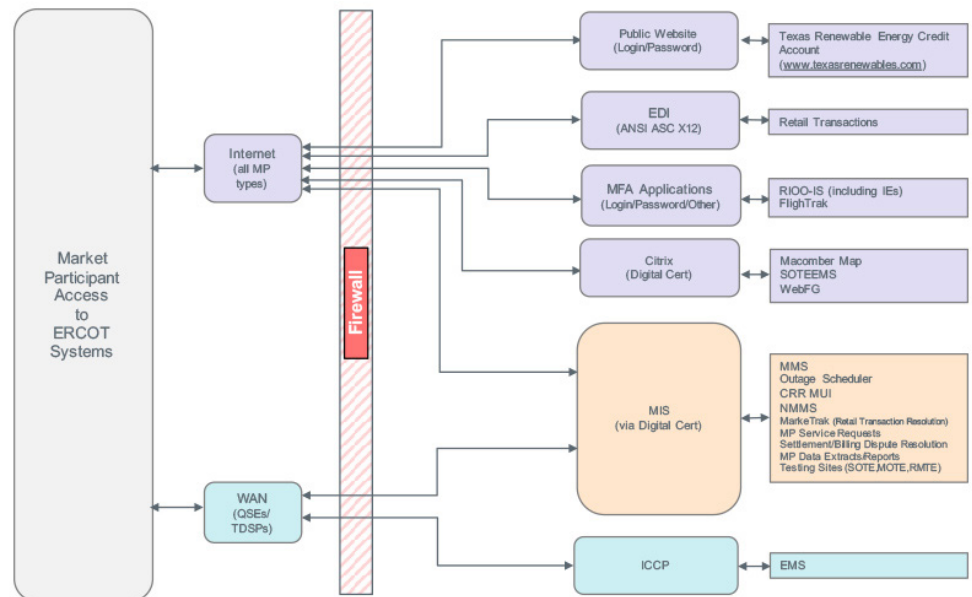 Market
Participant
Access
to
ERCOT
Systems
Internet
(all MP
types)
WAN
(QSEs/
TDSPs)
Firewall
Public Website
(Login/Password)
Texas Renewable Energy Credit
Account
(www.texasrenewables.com)
EDI
(ANSI ASC X12)
Retail Transactions
MFA Applications
(Login/Password/Other)
RIOO-IS (including IEs)
FlighTrak
Citrix
(Digital Cert)
Macomber Map
SOTEEMS
WebFG
MIS
(via Digital Cert)
MMS
Outage Scheduler
CRR MUI
NMMS
MarkeTrak (Retail Transaction Resolution)
MP Service Requests
Settlement/Billing Dispute Resolution
MP Data Extracts/Reports
Testing Sites (SOTE,MOTE,RMTE)
ICCP
EMS